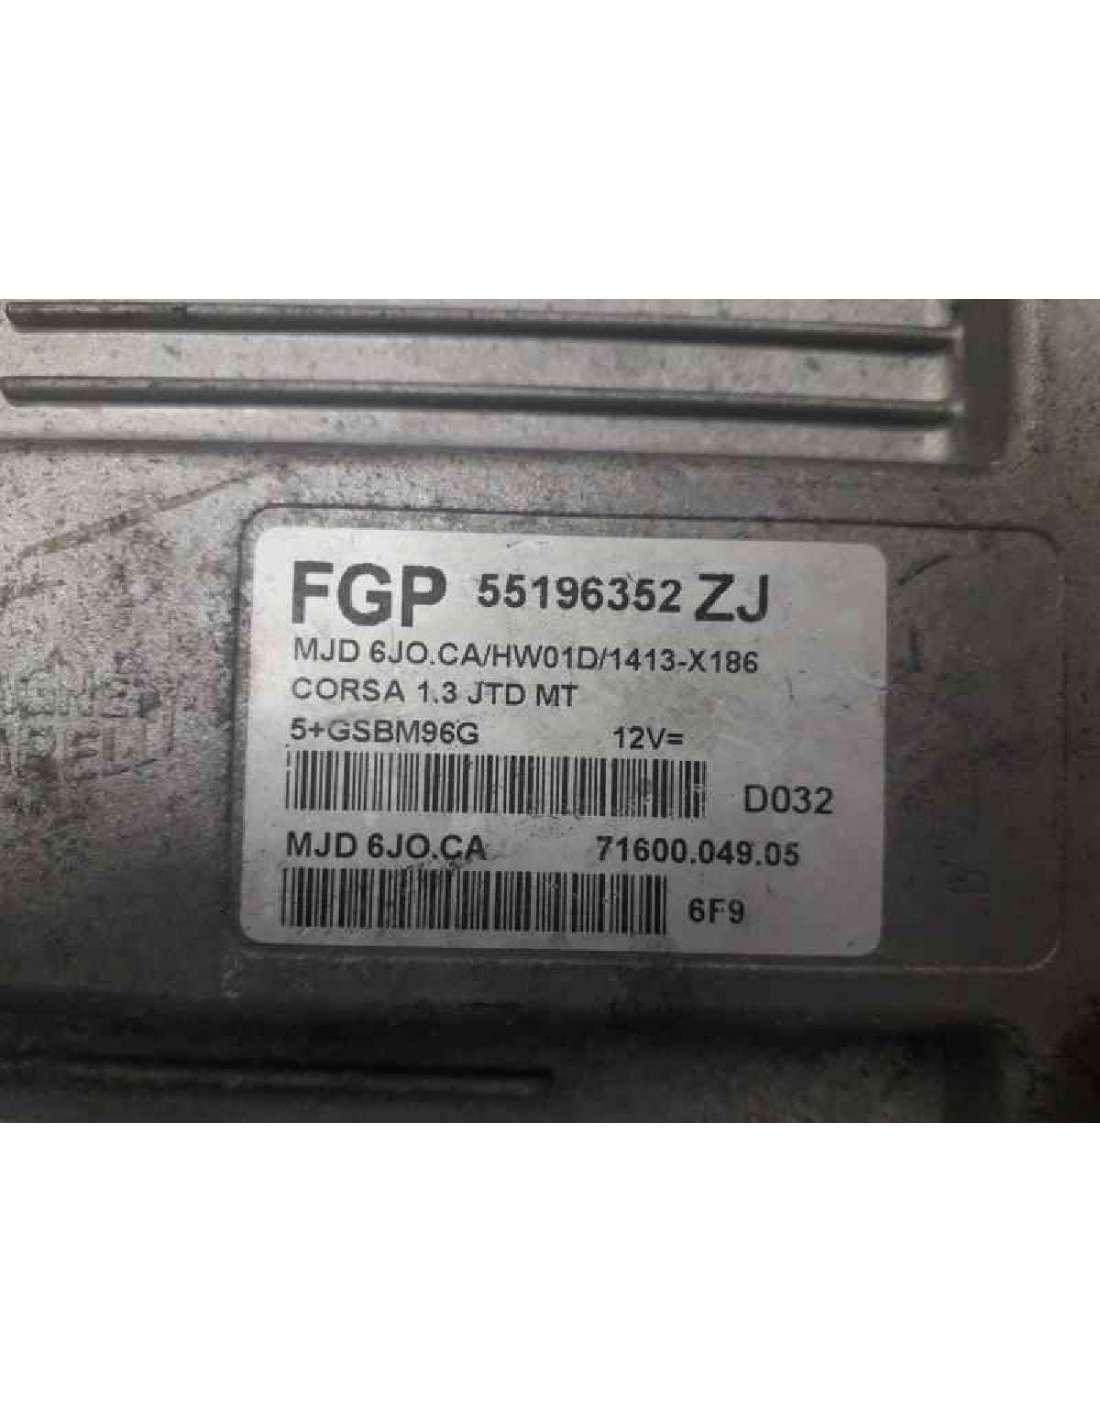 FGP 55196352 ZJ
MJD 6JO.CA/HW01D/1413-X186
CORSA 1.3 JTD MT
5+GSBM96G 12V=
D032
MJD 6JO.CA 71600.049.05
6F9